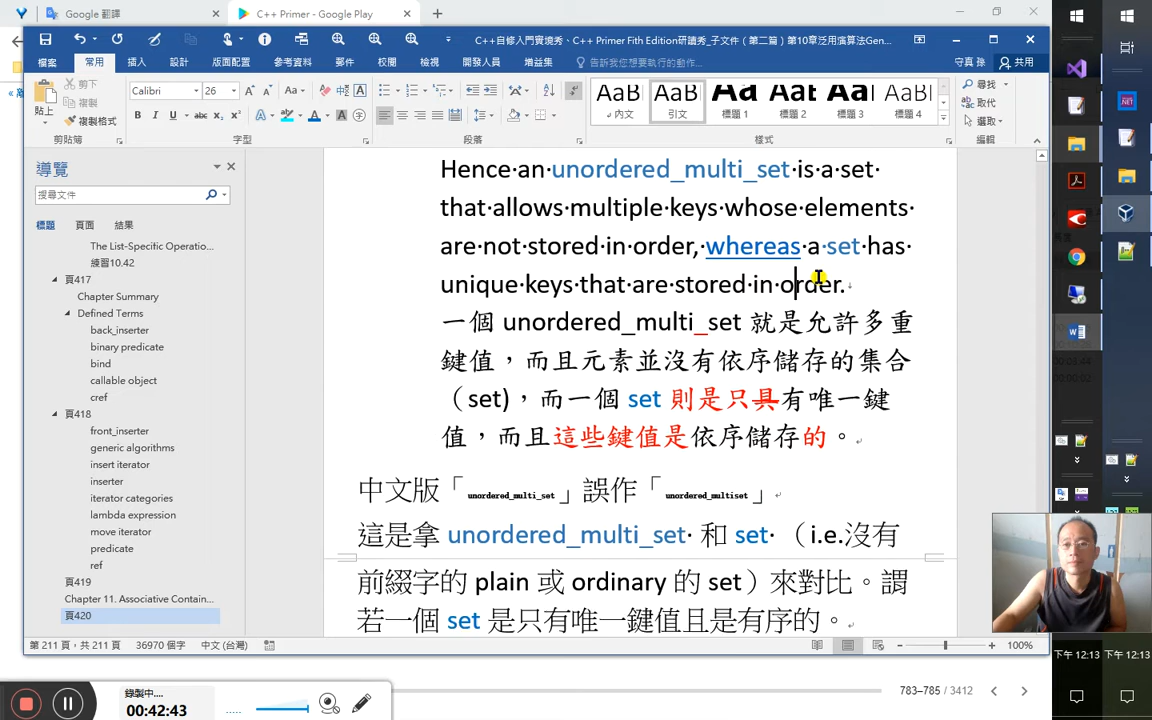 Google 翻譯
C++ Primer - Google Play
C++自修入門實境秀、C++ Primer Fith Edition研讀秀_子文件（第二篇）第10章泛用演算法Gen...
檔案 常用 插入 設計 版面配置 參考資料 郵件 校閱 檢視 開發人員 增益集 告訴我您想要執行的動作... 守真 孫 共用
貼上
剪下
複製
複製格式
剪貼簿
Calibri 26
字型
段落
AaB 內文
AaB 引文
Aa 標題 1
Aab 標題 2
Aal 標題 3
AaBl 標題 4
樣式
尋找
取代
選取
編輯
導覽
搜尋文件
標題 頁面 結果
The List-Specific Operatio...
練習10.42
頁417
Chapter Summary
Defined Terms
back_inserter
binary predicate
bind
callable object
cref
頁418
front_inserter
generic algorithms
insert iterator
inserter
iterator categories
lambda expression
move iterator
predicate
ref
頁419
Chapter 11. Associative Contain...
頁420
Hence·an·unordered_multi_set·is·a·set·
that·allows·multiple·keys·whose·elements·
are·not·stored·in·order,·whereas·a·set·has·
unique·keys·that·are·stored·in·order.
一個 unordered_multi_set 就是允許多重
鍵值，而且元素並沒有依序儲存的集合
（set)，而一個 set 則是只具有唯一鍵
值，而且這些鍵值是依序儲存的。
中文版「unordered_multi_set」誤作「unordered_multiset」
這是拿 unordered_multi_set· 和 set· （i.e.沒有
前綴字的 plain 或 ordinary 的 set）來對比。謂
若一個 set 是只有唯一鍵值且是有序的。
第 211 頁，共 211 頁 36970 個字 中文 (台灣) 100%
錄製中...
00:42:43
783–785 / 3412
下午 12:13
下午 12:13